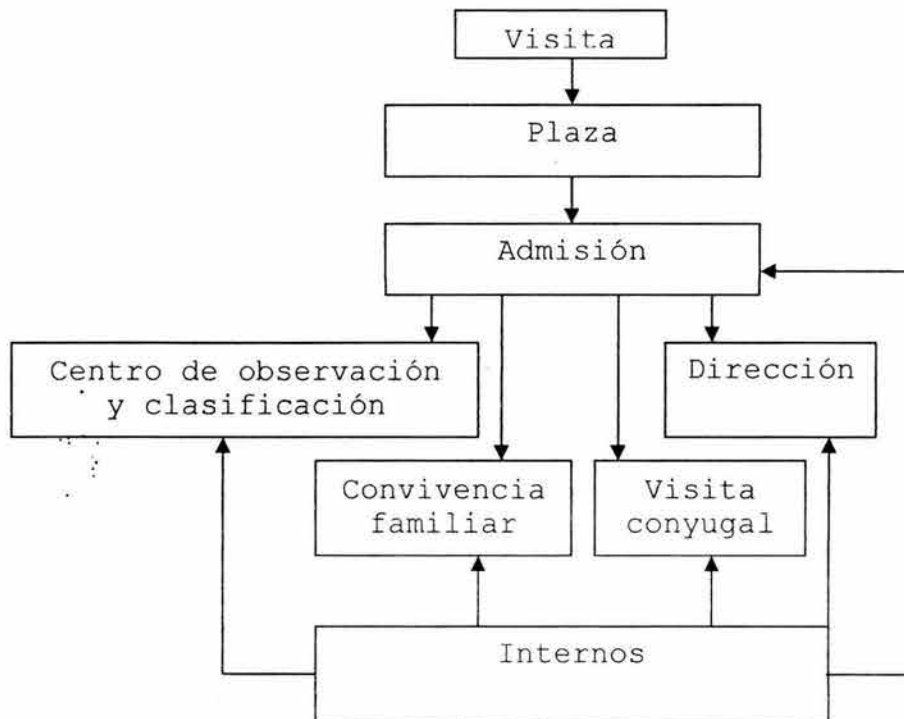 Visita
Plaza
Admisión
Centro de observación
y clasificación
Dirección
Convivencia
familiar
Visita
conyugal
Internos